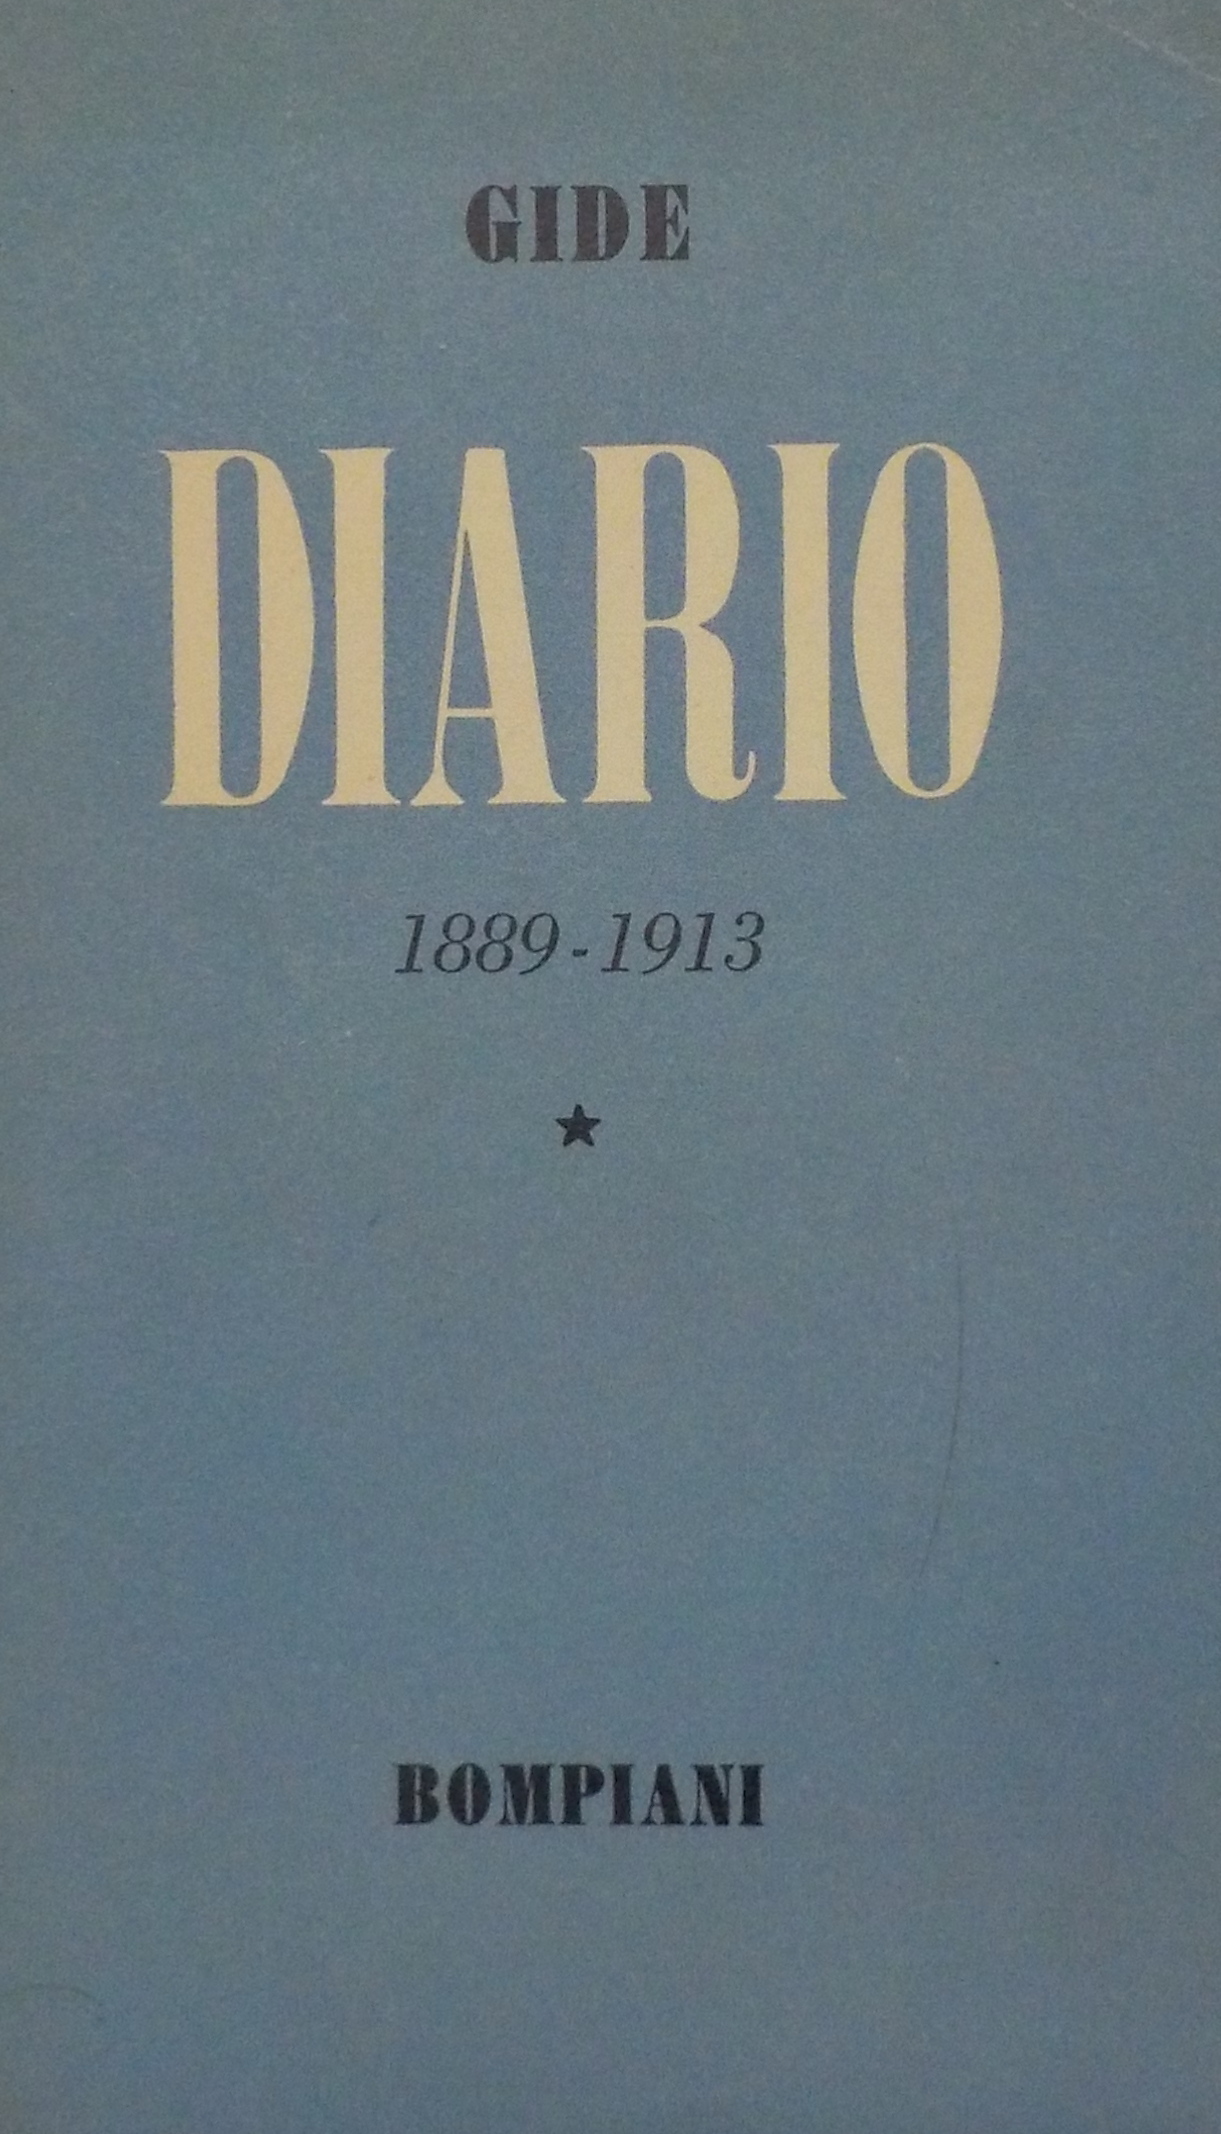 GIDE
DIARIO
1889-1913
★
BOMPIANI